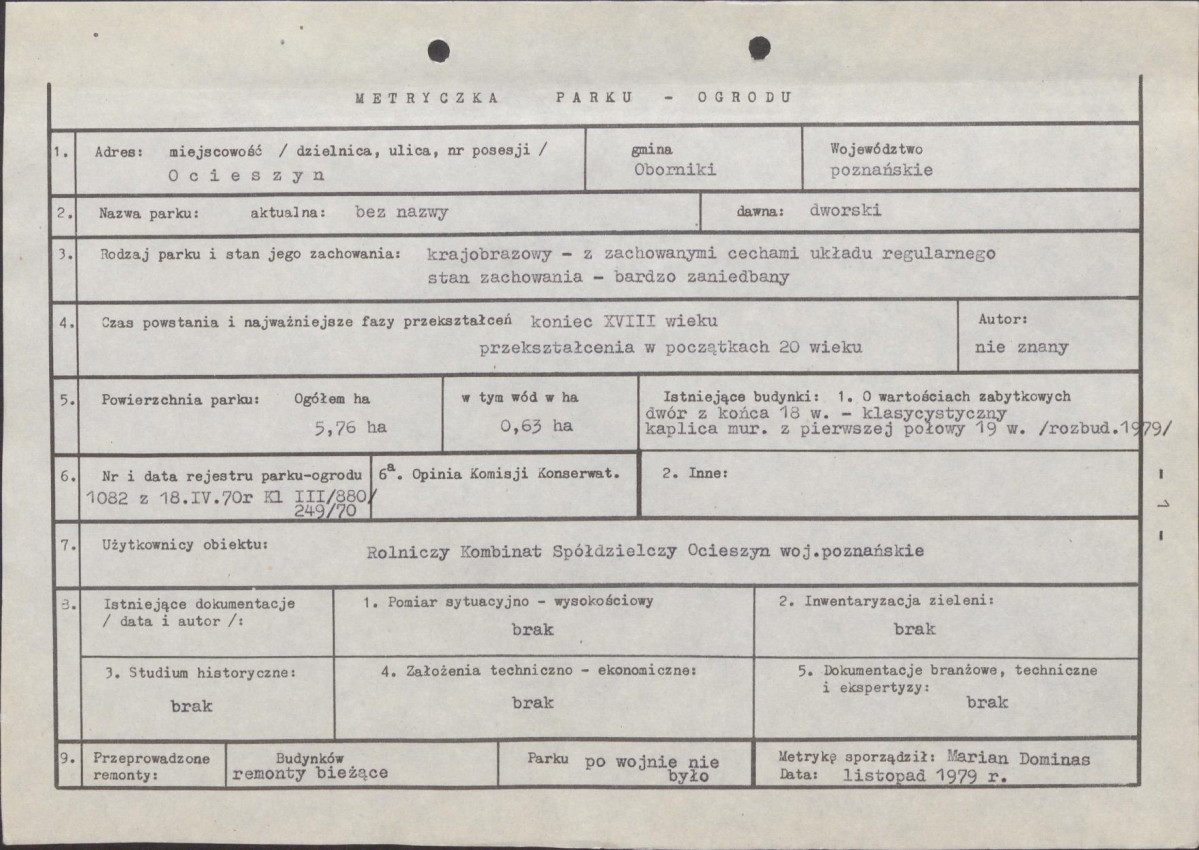 METRYCZKA PARKU - OGRODU
1. Adres: miejscowość / dzielnica, ulica, nr posesji /
Ocieszyn
gmina
Oborniki
Województwo
poznańskie
2. Nazwa parku: aktualna: bez nazwy
dawna: dworski
3. Rodzaj parku i stan jego zachowania: krajobrazowy - z zachowanymi cechami układu regularnego
stan zachowania - bardzo zaniedbany
4. Czas powstania i najważniejsze fazy przekształceń koniec XVIII wieku
przekształcenia w początkach 20 wieku
Autor:
nie znany
5. Powierzchnia parku: Ogółem ha
5,76 ha
w tym wód w ha
0,63 ha
Istniejące budynki: 1. O wartościach zabytkowych
dwór z końca 18 w. - klasycystyczny
kaplica mur. z pierwszej połowy 19 w. /rozbud.1979/
6. Nr i data rejestru parku-ogrodu
1082 z 18.IV.70r Kl III/880/
249/70
6a. Opinia Komisji Konserwat.
2. Inne:
- 1 -
7. Użytkownicy obiektu: Rolniczy Kombinat Spółdzielczy Ocieszyn woj.poznańskie
8. Istniejące dokumentacje
/ data i autor /:
1. Pomiar sytuacyjno - wysokościowy
brak
2. Inwentaryzacja zieleni:
brak
3. Studium historyczne:
brak
4. Założenia techniczno - ekonomiczne:
brak
5. Dokumentacje branżowe, techniczne
i ekspertyzy:
brak
9. Przeprowadzone
remonty:
Budynków
remonty bieżące
Parku po wojnie nie
było
Metrykę sporządził: Marian Dominas
Data: listopad 1979 r.